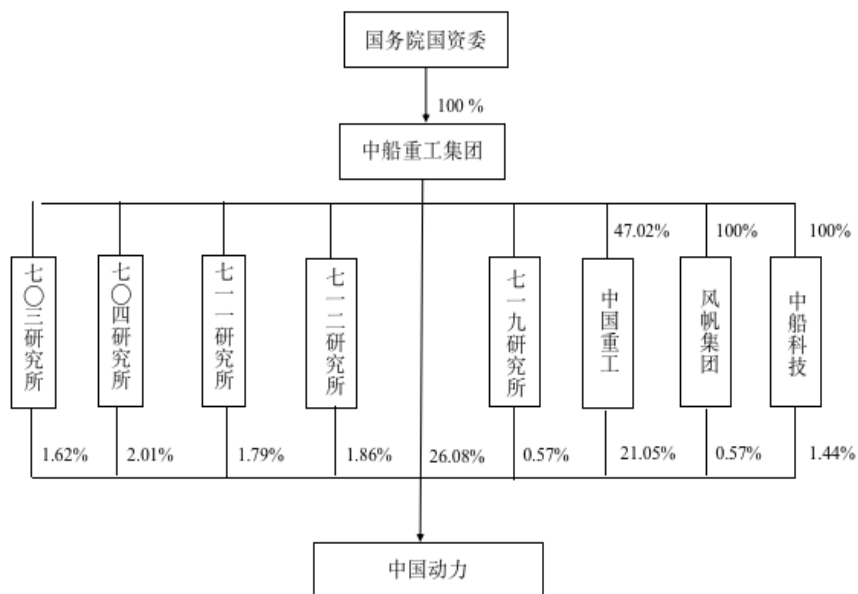 国务院国资委
100 %
中船重工集团
47.02%
100%
100%
七〇三研究所
七〇四研究所
七一一研究所
七一二研究所
七一九研究所
中国重工
风帆集团
中船科技
1.62%
2.01%
1.79%
1.86%
26.08%
0.57%
21.05%
0.57%
1.44%
中国动力